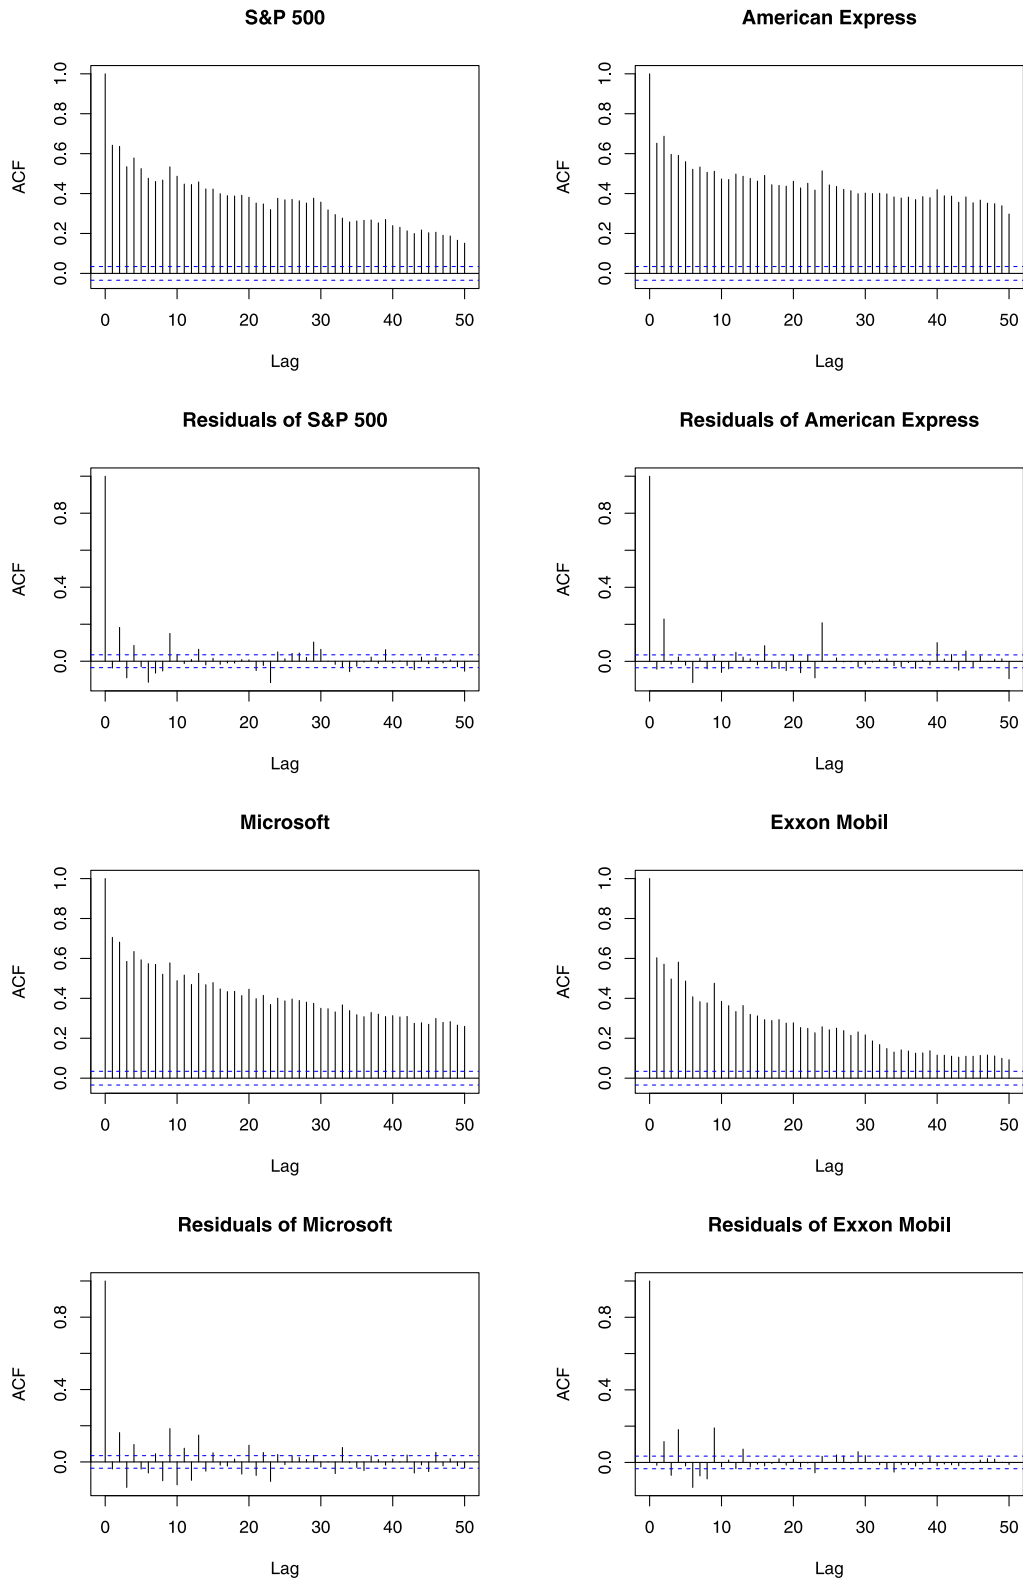 S&P 500
ACF
0.0 0.2 0.4 0.6 0.8 1.0
0 10 20 30 40 50
Lag
American Express
ACF
0.0 0.2 0.4 0.6 0.8 1.0
0 10 20 30 40 50
Lag
Residuals of S&P 500
ACF
0.0 0.4 0.8
0 10 20 30 40 50
Lag
Residuals of American Express
ACF
0.0 0.4 0.8
0 10 20 30 40 50
Lag
Microsoft
ACF
0.0 0.2 0.4 0.6 0.8 1.0
0 10 20 30 40 50
Lag
Exxon Mobil
ACF
0.0 0.2 0.4 0.6 0.8 1.0
0 10 20 30 40 50
Lag
Residuals of Microsoft
ACF
0.0 0.4 0.8
0 10 20 30 40 50
Lag
Residuals of Exxon Mobil
ACF
0.0 0.4 0.8
0 10 20 30 40 50
Lag